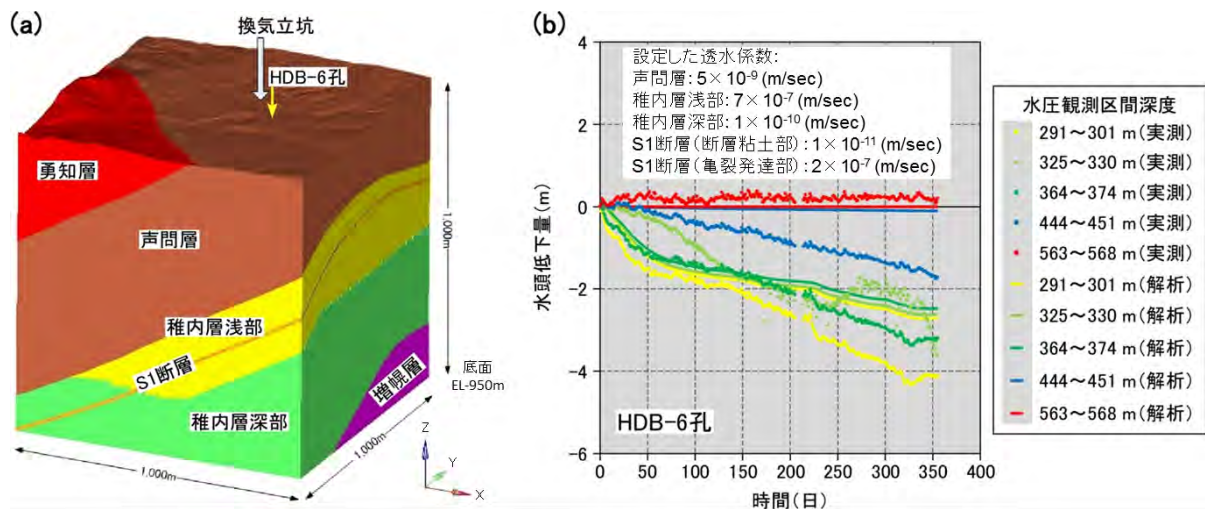 (a)
換気立坑
HDB-6孔
勇知層
声問層
稚内層浅部
S1断層
稚内層深部
増幌層
1,000m
底面
EL-950m
1,000m
1,000m
Z
Y
X
(b)
設定した透水係数:
声問層: 5×10-9 (m/sec)
稚内層浅部: 7×10-7 (m/sec)
稚内層深部: 1×10-10 (m/sec)
S1断層(断層粘土部): 1×10-11 (m/sec)
S1断層(亀裂発達部): 2×10-7 (m/sec)
水頭低下量(m)
4
2
0
−2
−4
−6
HDB-6孔
0 50 100 150 200 250 300 350 400
時間(日)
水圧観測区間深度
291~301 m(実測)
325~330 m(実測)
364~374 m(実測)
444~451 m(実測)
563~568 m(実測)
291~301 m(解析)
325~330 m(解析)
364~374 m(解析)
444~451 m(解析)
563~568 m(解析)